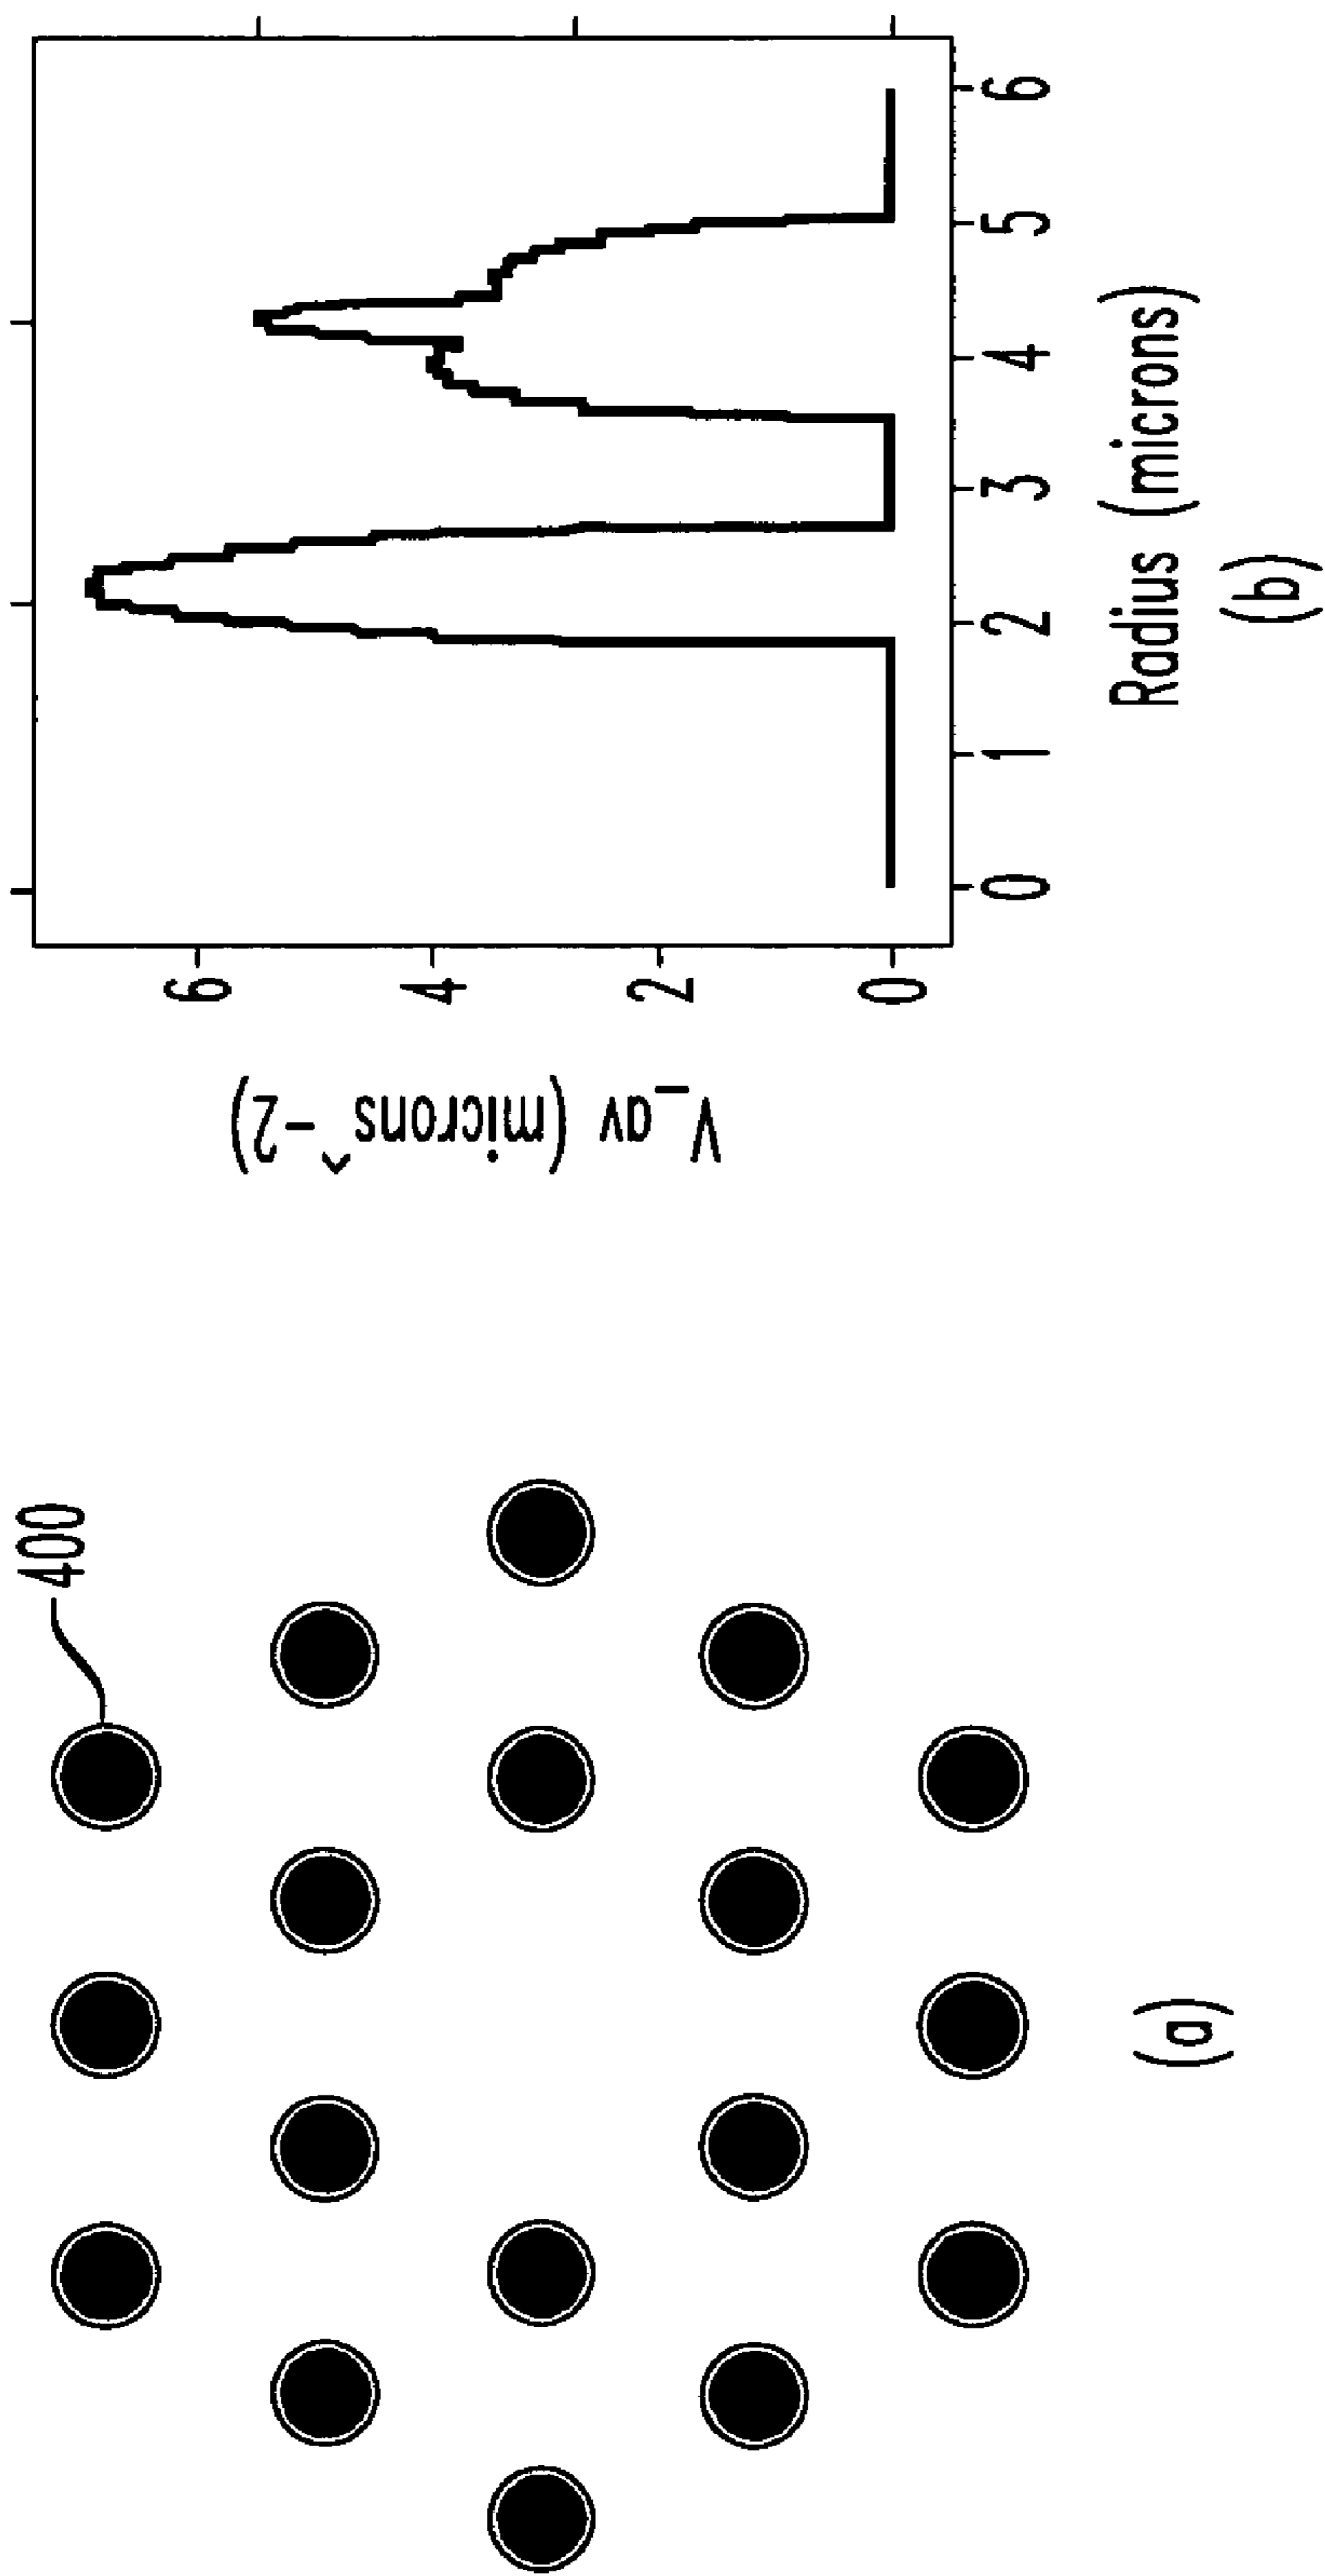 400
(a)
V_av (microns^-2)
6
4
2
0
0 1 2 3 4 5 6
Radius (microns)
(b)